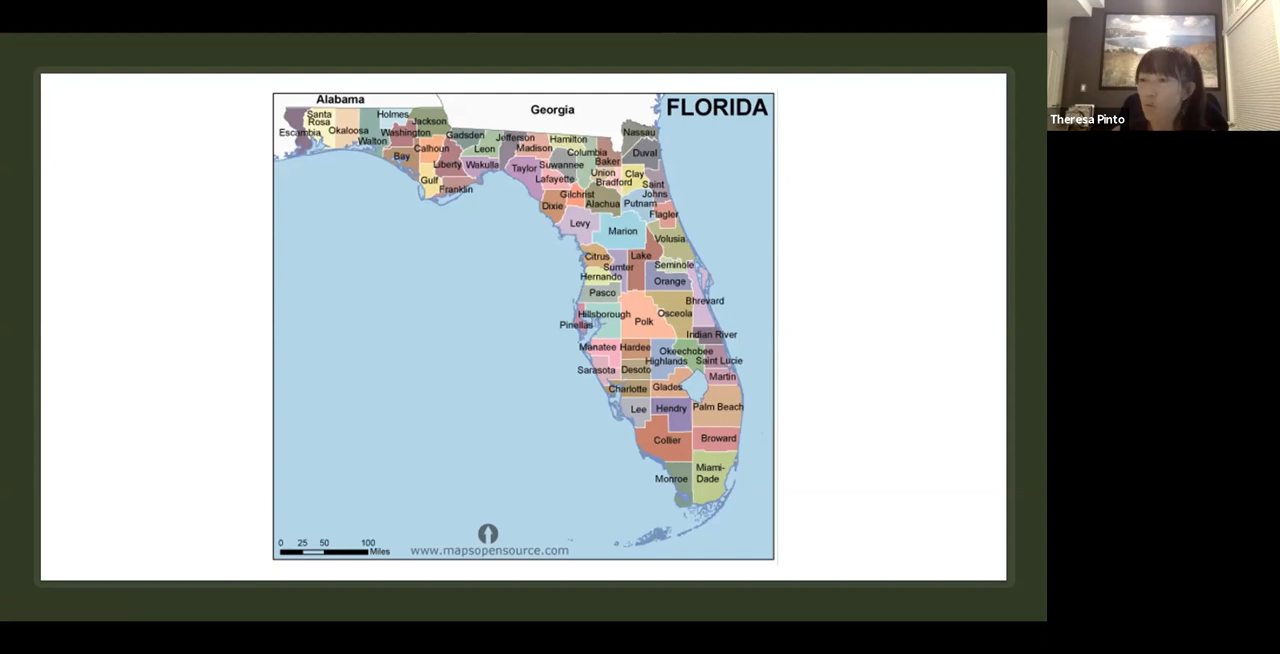 Alabama
Georgia
FLORIDA
Theresa Pinto
Escambia
Santa
Rosa
Okaloosa
Walton
Holmes
Washington
Jackson
Bay
Calhoun
Gulf
Liberty
Franklin
Gadsden
Leon
Wakulla
Jefferson
Madison
Taylor
Hamilton
Suwannee
Lafayette
Dixie
Columbia
Gilchrist
Baker
Union
Bradford
Alachua
Nassau
Duval
Clay
Saint
Johns
Putnam
Flagler
Levy
Marion
Volusia
Citrus
Sumter
Lake
Seminole
Hernando
Orange
Pasco
Bhrevard
Hillsborough
Pinellas
Polk
Osceola
Indian River
Manatee
Hardee
Okeechobee
Highlands
Saint Lucie
Sarasota
Desoto
Martin
Charlotte
Glades
Lee
Hendry
Palm Beach
Collier
Broward
Monroe
Miami-
Dade
0 25 50 100
Miles
www.mapsopensource.com